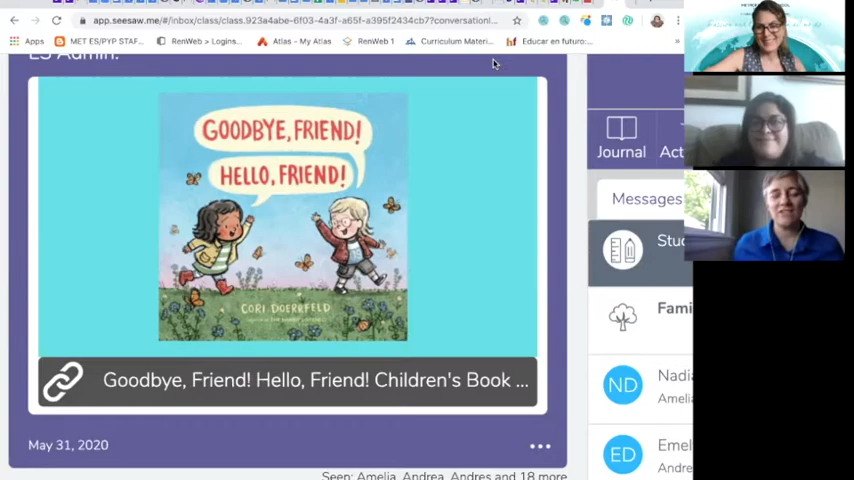 app.seesaw.me/#/inbox/class/class.923a4abe-6f03-4a3f-a65f-a395f2434cb7?conversationI...
Apps
MET ES/PYP STAF...
RenWeb > Logins...
Atlas - My Atlas
RenWeb 1
Curriculum Materi...
Educar en futuro:...
»
ES Admin.
GOODBYE, FRIEND!
HELLO, FRIEND!
CORI DOERRFELD
Goodbye, Friend! Hello, Friend! Children's Book ...
May 31, 2020
Seen: Amelia, Andrea, Andres and 18 more
Journal
Act
Messages
Stud
Fami
ND
Nadia
Amelia
ED
Emel
Andre